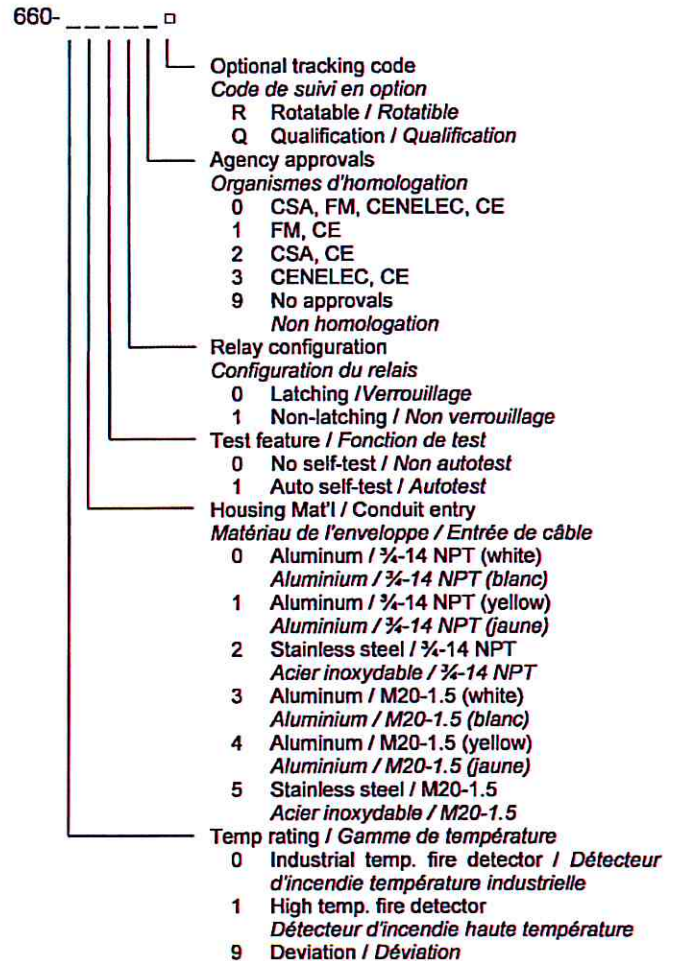 660- _ _ _ _ _ □
Optional tracking code
Code de suivi en option
R Rotatable / Rotatible
Q Qualification / Qualification
Agency approvals
Organismes d'homologation
0 CSA, FM, CENELEC, CE
1 FM, CE
2 CSA, CE
3 CENELEC, CE
9 No approvals
Non homologation
Relay configuration
Configuration du relais
0 Latching /Verrouillage
1 Non-latching / Non verrouillage
Test feature / Fonction de test
0 No self-test / Non autotest
1 Auto self-test / Autotest
Housing Mat'l / Conduit entry
Matériau de l'enveloppe / Entrée de câble
0 Aluminum / ¾-14 NPT (white)
Aluminium / ¾-14 NPT (blanc)
1 Aluminum / ¾-14 NPT (yellow)
Aluminium / ¾-14 NPT (jaune)
2 Stainless steel / ¾-14 NPT
Acier inoxydable / ¾-14 NPT
3 Aluminum / M20-1.5 (white)
Aluminium / M20-1.5 (blanc)
4 Aluminum / M20-1.5 (yellow)
Aluminium / M20-1.5 (jaune)
5 Stainless steel / M20-1.5
Acier inoxydable / M20-1.5
Temp rating / Gamme de température
0 Industrial temp. fire detector / Détecteur
d'incendie température industrielle
1 High temp. fire detector
Détecteur d'incendie haute température
9 Deviation / Déviation